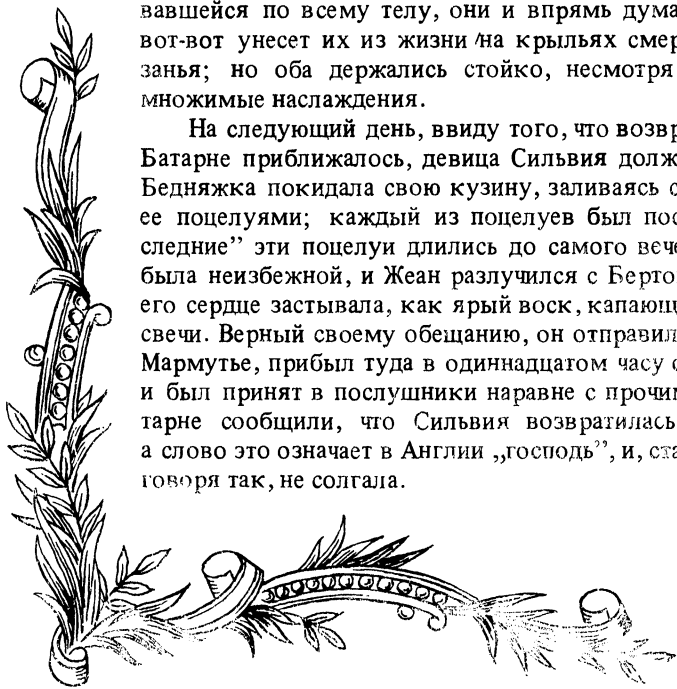 вавшейся по всему телу, они и впрямь дума
вот-вот унесет их из жизни на крыльях смер
занья; но оба держались стойко, несмотря
множимые наслаждения.
На следующий день, ввиду того, что возвр
Батарне приближалось, девица Сильвия долж
Бедняжка покидала свою кузину, заливаясь с
ее поцелуями; каждый из поцелуев был пос
следние” эти поцелуи длились до самого вече
была неизбежной, и Жеан разлучился с Берто
его сердце застывала, как ярый воск, капающ
свечи. Верный своему обещанию, он отправил
Мармутье, прибыл туда в одиннадцатом часу
и был принят в послушники наравне с прочи
тарне сообщили, что Сильвия возвратилась
а слово это означает в Англии „господь”, и, ста
говоря так, не солгала.